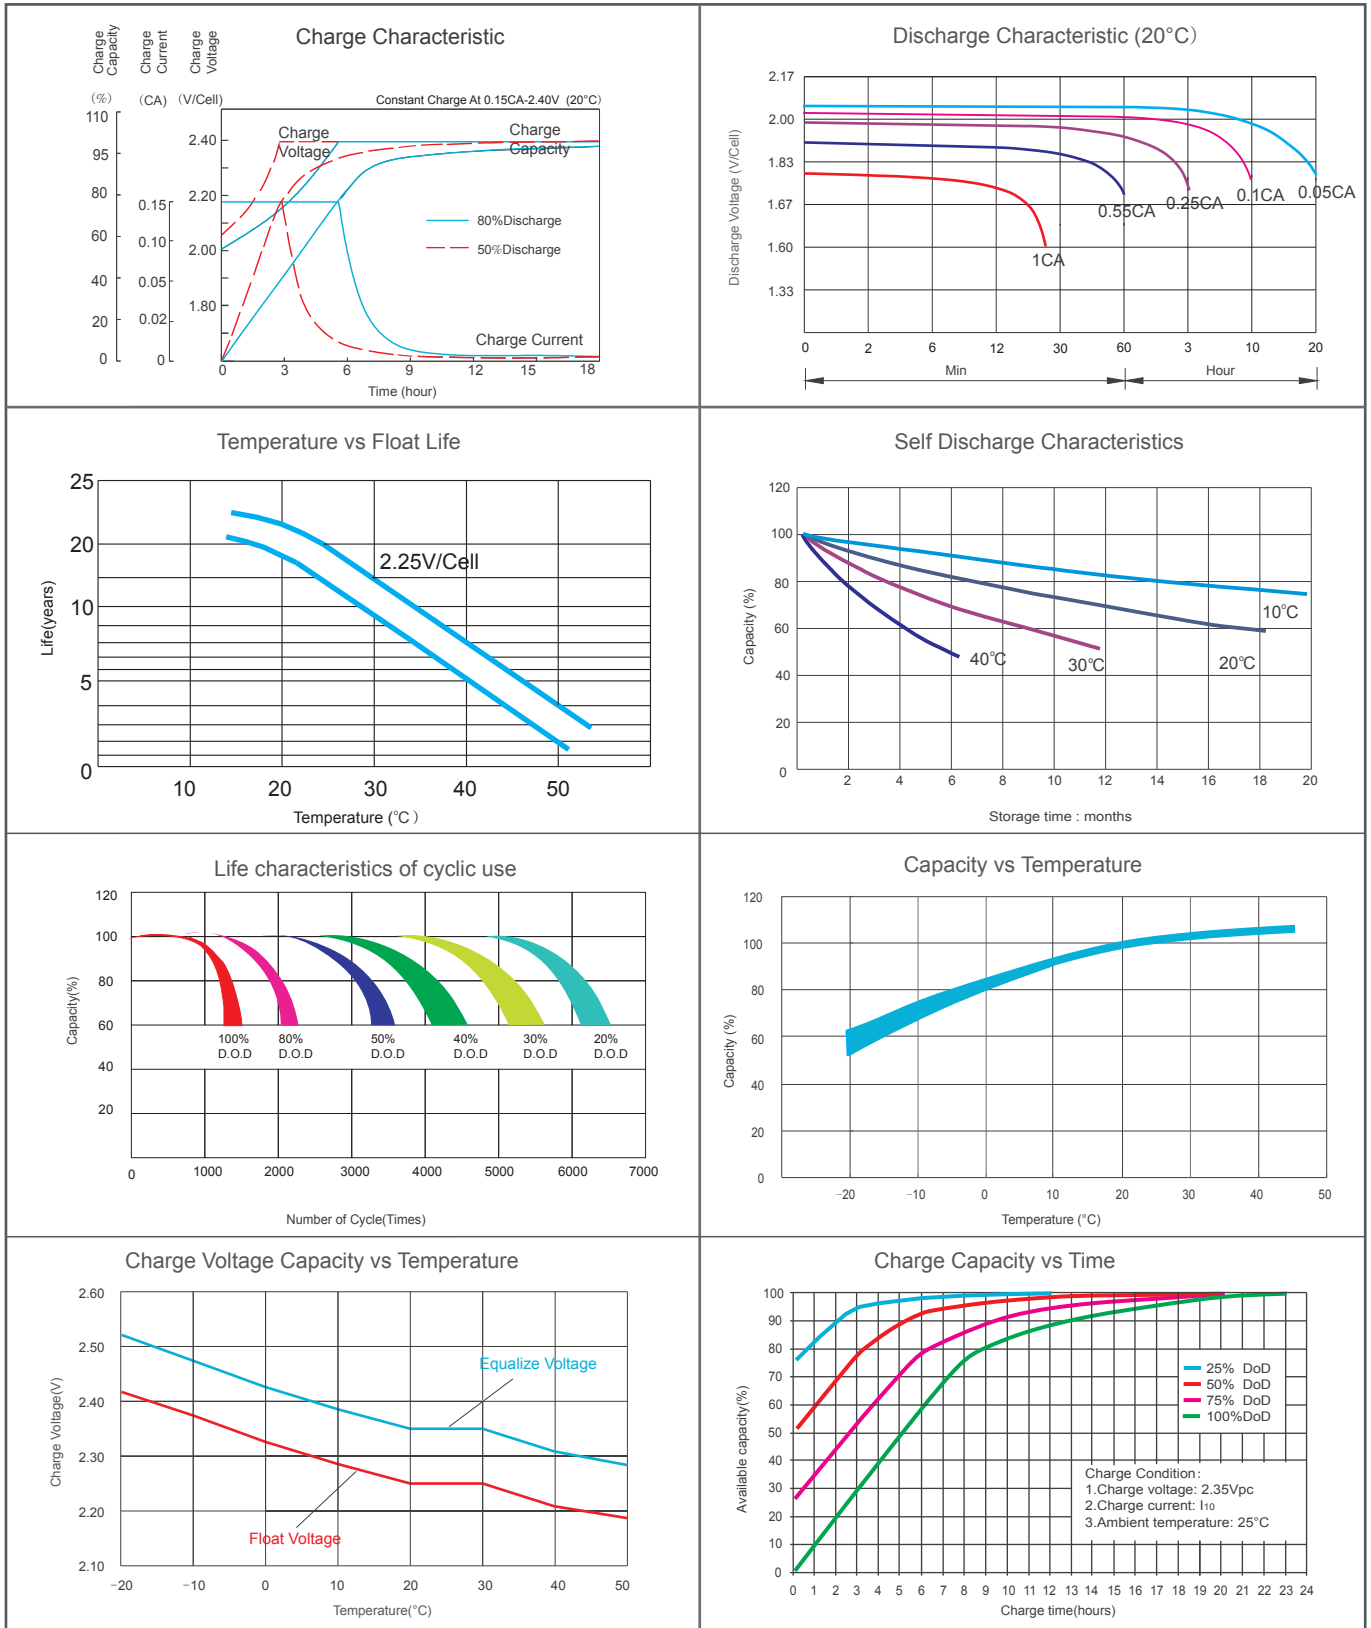 Charge Characteristic
Charge Capacity
Charge Current
Charge Voltage
(%)
(CA)
(V/Cell)
Constant Charge At 0.15CA-2.40V (20°C)
110
95
80
60
40
20
0
0.15
0.10
0.05
0.02
0
2.40
2.20
2.00
1.80
Charge Voltage
Charge Capacity
80%Discharge
50%Discharge
Charge Current
0 3 6 9 12 15 18
Time (hour)
Discharge Characteristic (20°C)
Discharge Voltage (V/Cell)
2.17
2.00
1.83
1.67
1.60
1.33
1CA
0.55CA
0.25CA
0.1CA
0.05CA
0 2 6 12 30 60 3 10 20
Min
Hour
Temperature vs Float Life
Life(years)
25
20
10
5
0
2.25V/Cell
10 20 30 40 50
Temperature (°C)
Self Discharge Characteristics
Capacity (%)
120
100
80
60
40
20
0
40°C
30°C
20°C
10°C
2 4 6 8 10 12 14 16 18 20
Storage time : months
Life characteristics of cyclic use
Capacity(%)
120
100
80
60
40
20
100% D.O.D
80% D.O.D
50% D.O.D
40% D.O.D
30% D.O.D
20% D.O.D
0 1000 2000 3000 4000 5000 6000 7000
Number of Cycle(Times)
Capacity vs Temperature
Capacity (%)
120
100
80
60
40
20
0
-20 -10 0 10 20 30 40 50
Temperature (°C)
Charge Voltage Capacity vs Temperature
Charge Voltage(V)
2.60
2.50
2.40
2.30
2.20
2.10
Equalize Voltage
Float Voltage
-20 -10 0 10 20 30 40 50
Temperature(°C)
Charge Capacity vs Time
Available capacity(%)
100
90
80
70
60
50
40
30
20
10
0
25% DoD
50% DoD
75% DoD
100%DoD
Charge Condition:
1.Charge voltage: 2.35Vpc
2.Charge current: I10
3.Ambient temperature: 25°C
0 1 2 3 4 5 6 7 8 9 10 11 12 13 14 15 16 17 18 19 20 21 22 23 24
Charge time(hours)